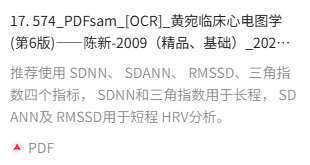 17. 574_PDFsam_[OCR]_黄宛临床心电图学
(第6版)——陈新-2009（精品、基础）_202…
推荐使用 SDNN、 SDANN、 RMSSD、三角指
数四个指标， SDNN和三角指数用于长程， SD
ANN及 RMSSD用于短程 HRV分析。
PDF